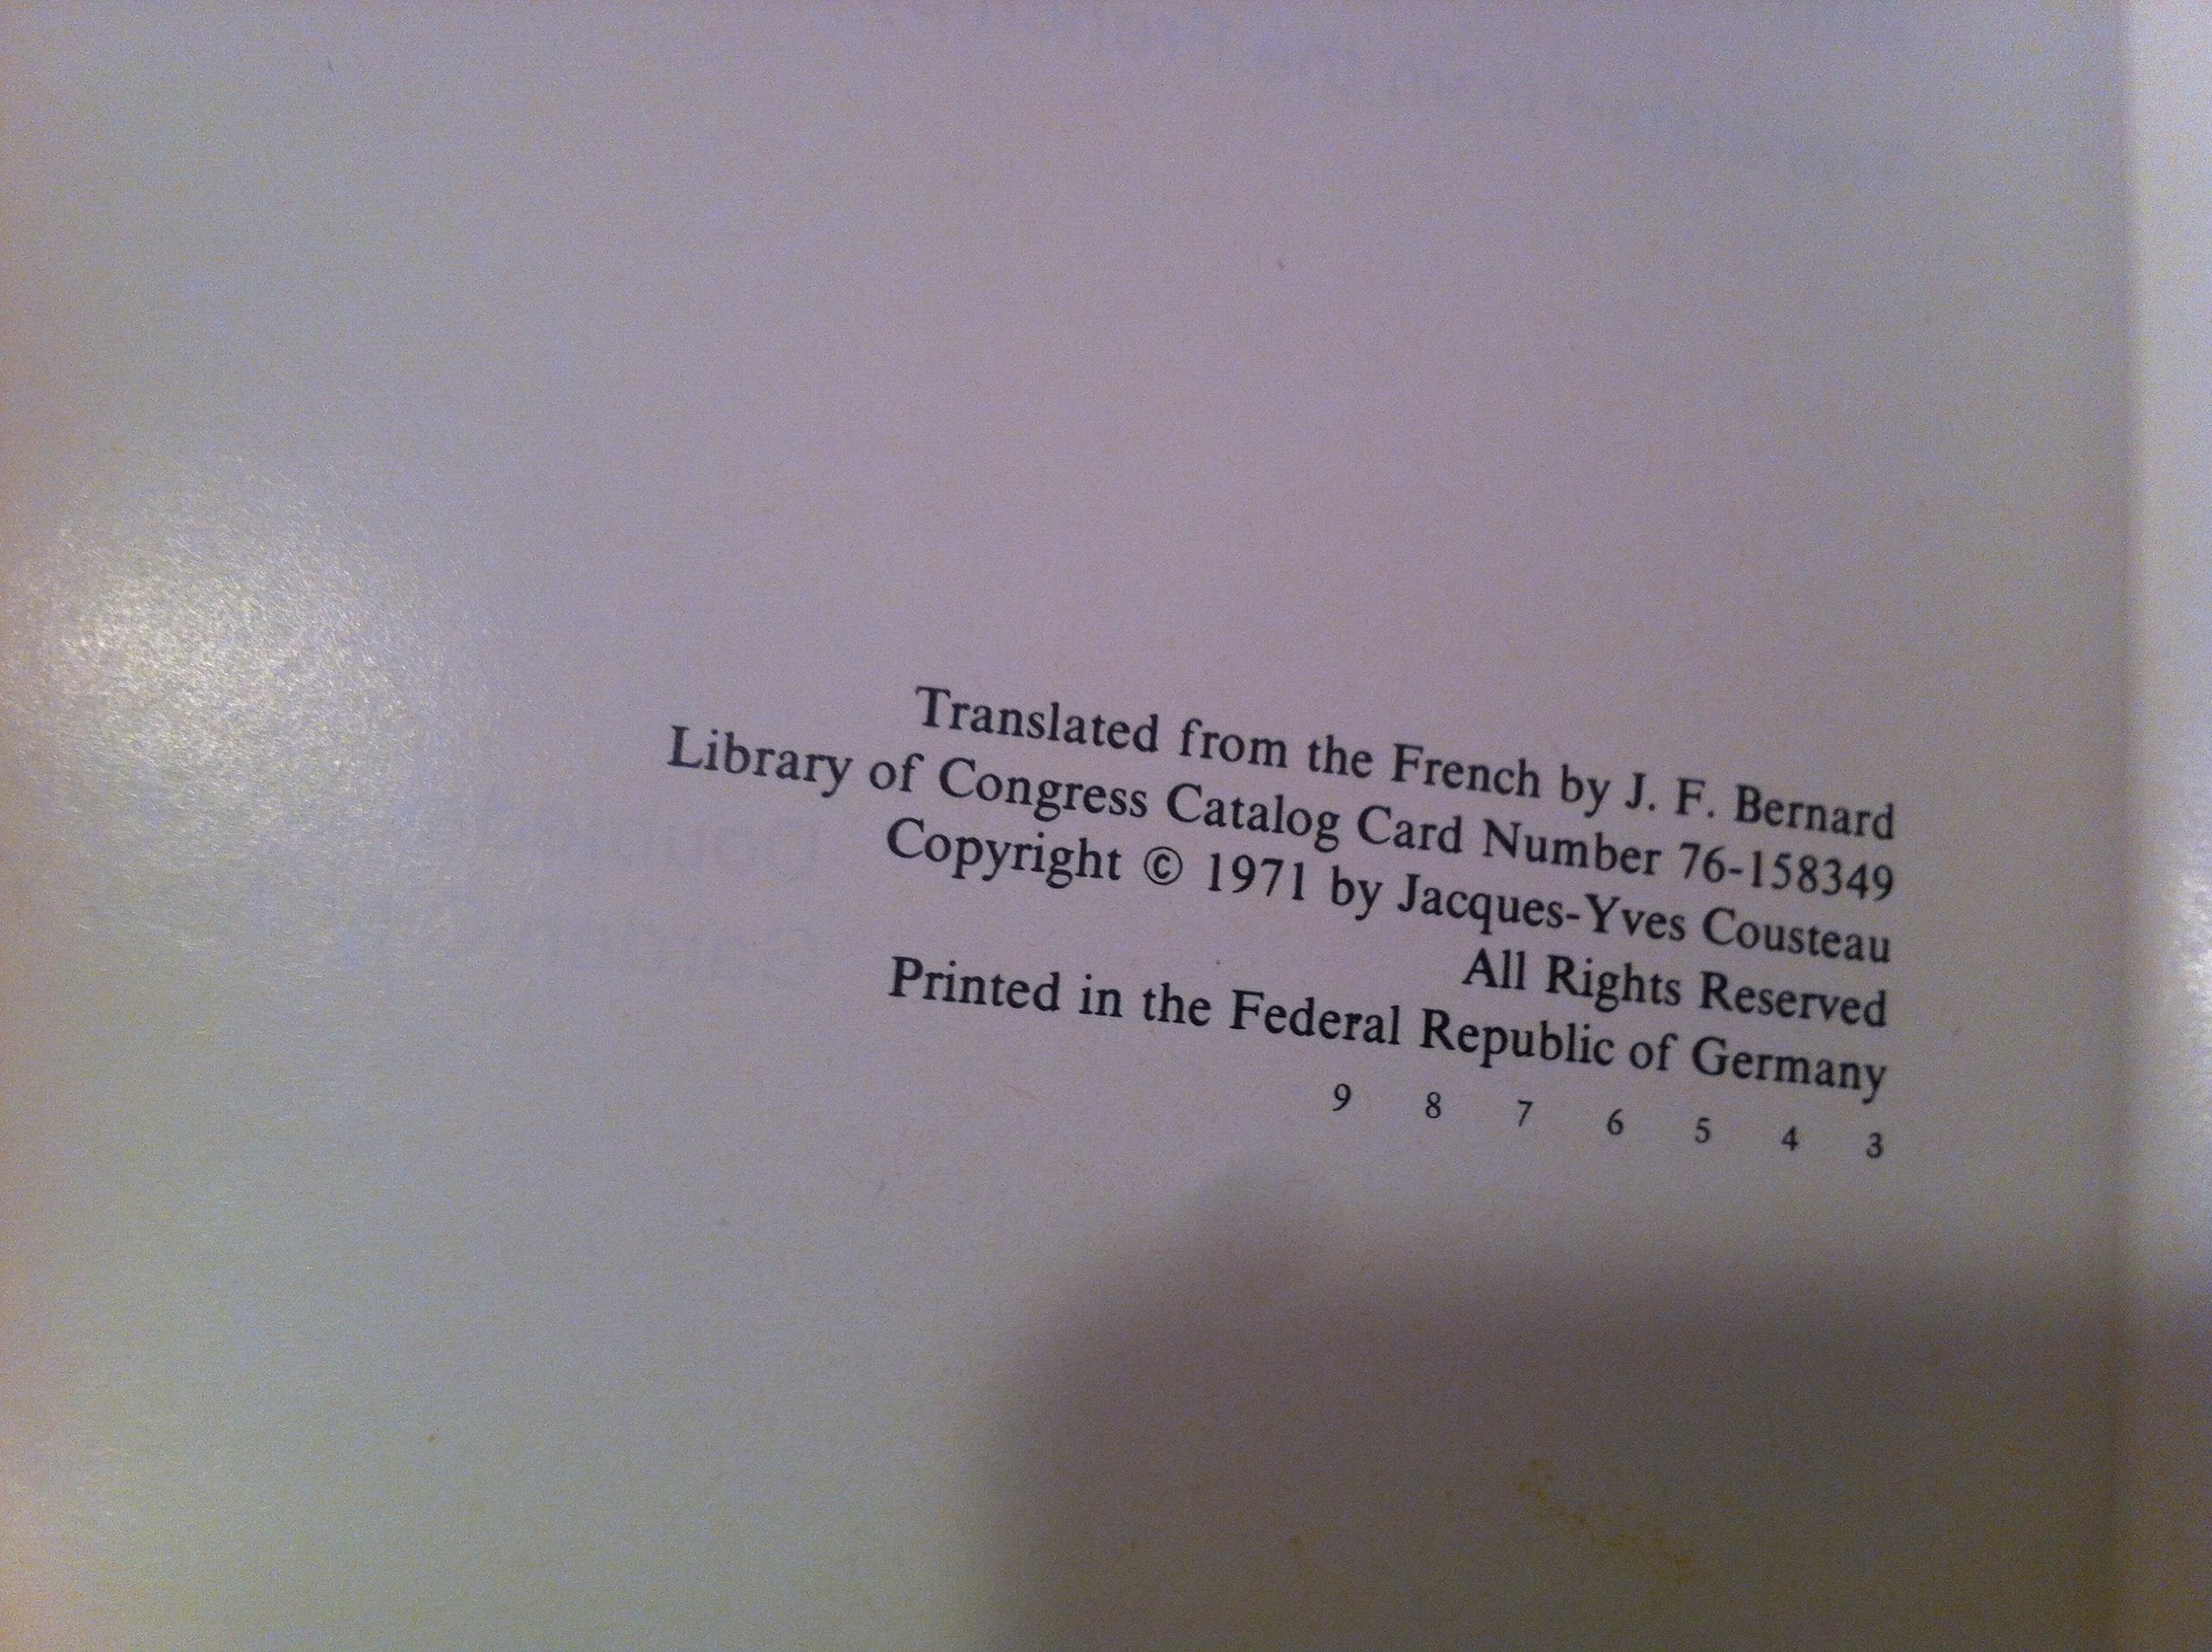 Translated from the French by J. F. Bernard
Library of Congress Catalog Card Number 76-158349
Copyright © 1971 by Jacques-Yves Cousteau
All Rights Reserved
Printed in the Federal Republic of Germany
9 8 7 6 5 4 3